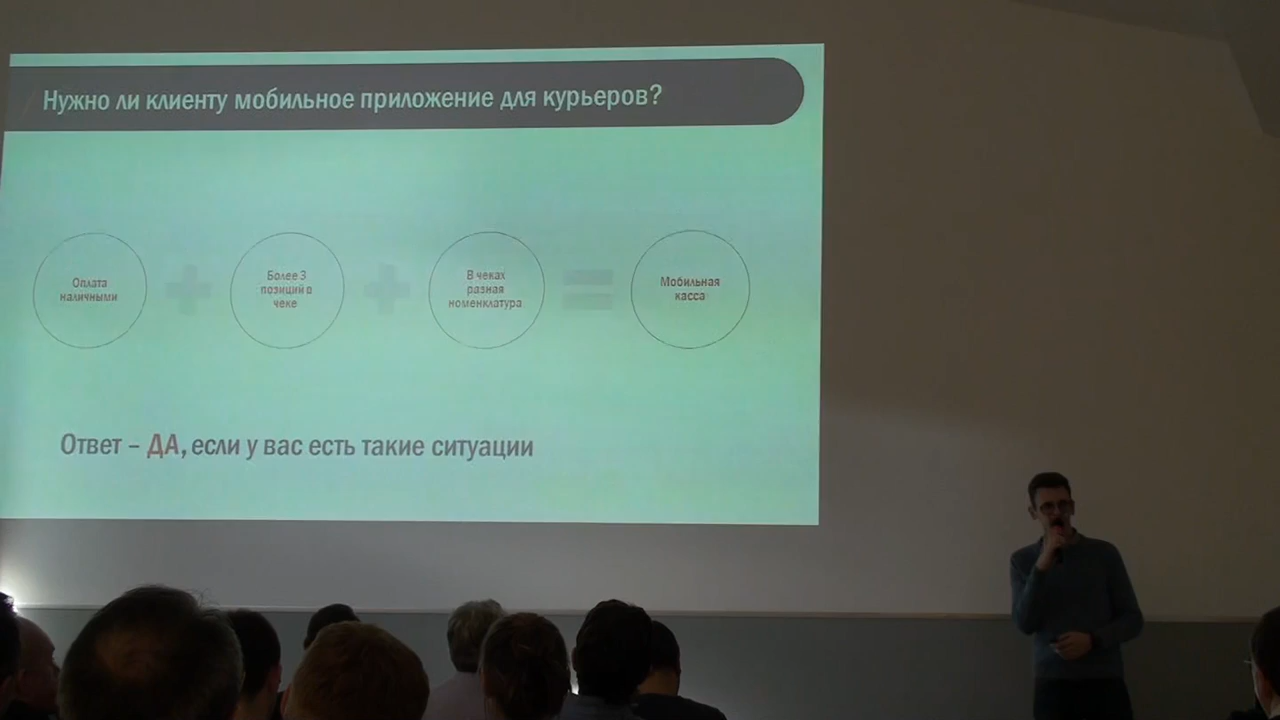 Нужно ли клиенту мобильное приложение для курьеров?
Оплата
наличными
Более 3
позиций в
чеке
В чеках
разная
номенклатура
Мобильная
касса
Ответ – ДА, если у вас есть такие ситуации